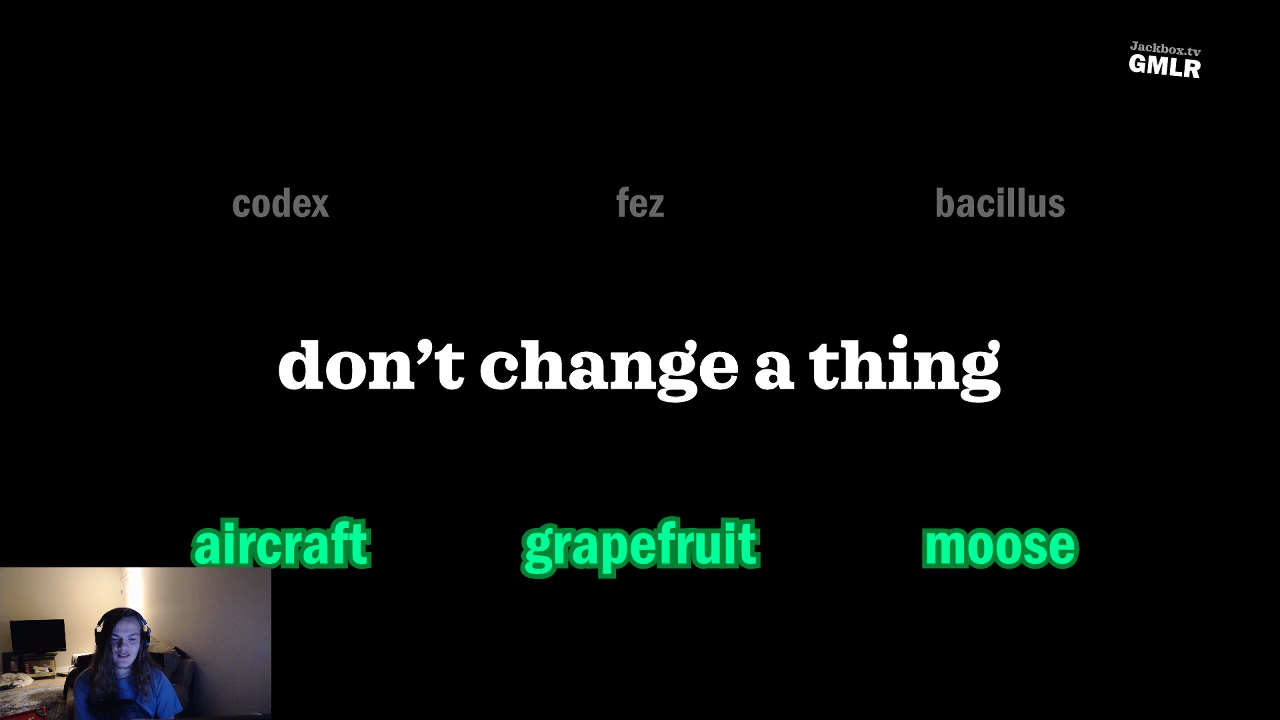 Jackbox.tv
GMLR
codex fez bacillus
don't change a thing
aircraft grapefruit moose